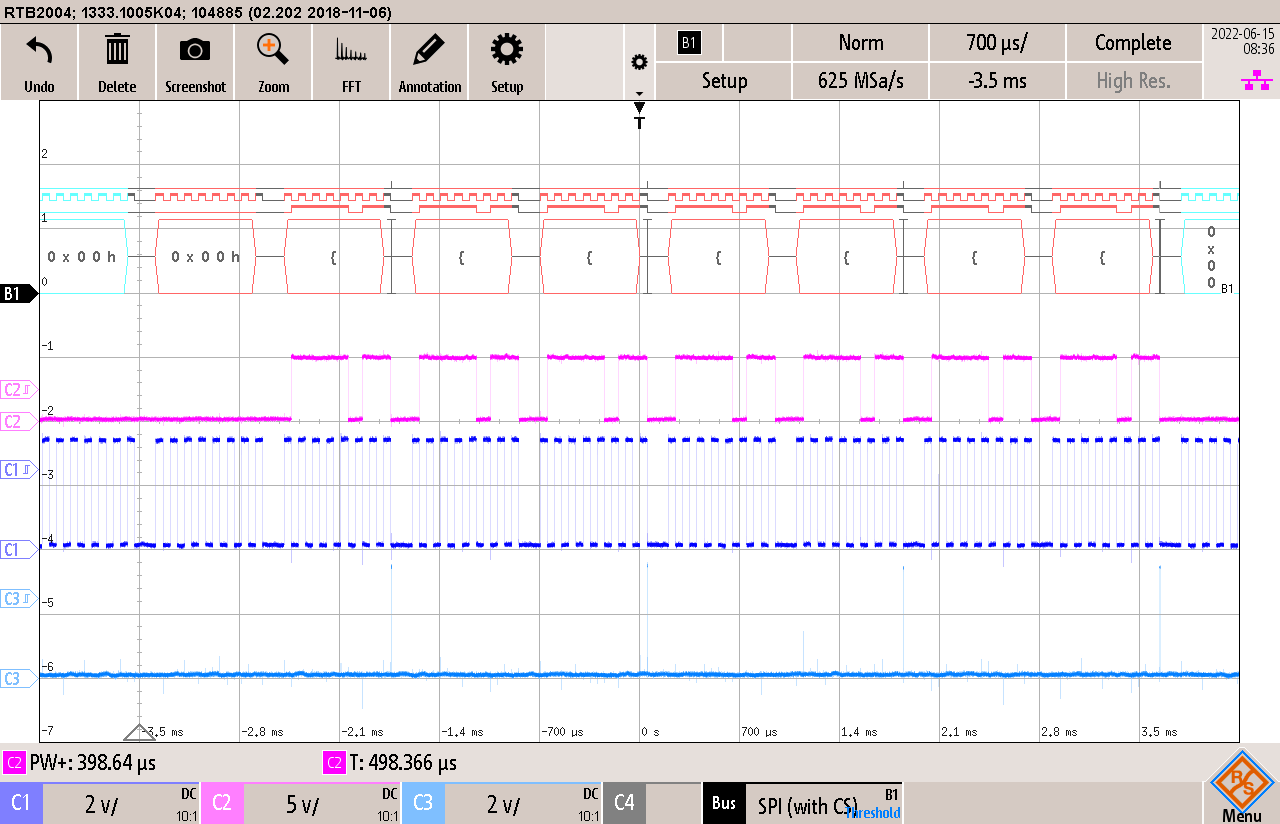 RTB2004; 1333.1005K04; 104885 (02.202 2018-11-06)
Undo Delete Screenshot Zoom FFT Annotation Setup
B1 Norm 700 µs/ Complete
Setup 625 MSa/s -3.5 ms High Res.
2022-06-15
08:36
T
2
1
0x00h 0x00h { { { { { { { 0x00
0
B1 B1
-1
C2
-2
C2
C1
-3
-4
C1
C3
-5
-6
C3
-7
-3.5 ms -2.8 ms -2.1 ms -1.4 ms -700 µs 0 s 700 µs 1.4 ms 2.1 ms 2.8 ms 3.5 ms
C2 PW+: 398.64 µs C2 T: 498.366 µs
C1 2 V/ DC 10:1 C2 5 V/ DC 10:1 C3 2 V/ DC 10:1 C4 Bus SPI (with CS) B1 Threshold
R&S
Menu